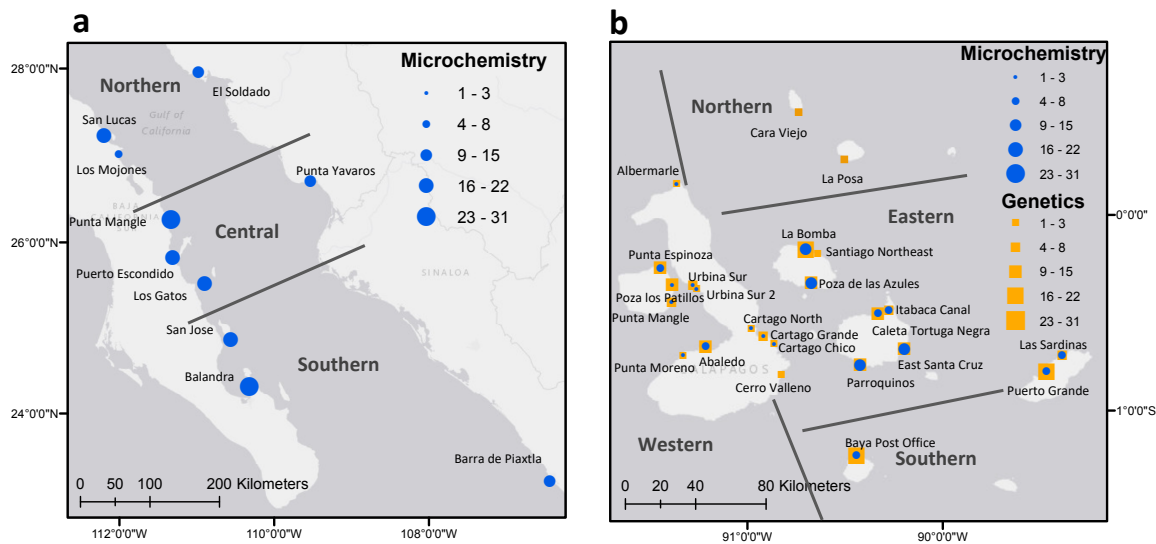 a
28°0'0"N
26°0'0"N
24°0'0"N
112°0'0"W
110°0'0"W
108°0'0"W
Northern
El Soldado
Gulf of
California
San Lucas
Los Mojones
Punta Yavaros
BAJA
CALIFORNIA
Punta Mangle
Central
Puerto Escondido
Los Gatos
SINALOA
San Jose
Southern
Balandra
Barra de Piaxtla
0 50 100 200 Kilometers
Microchemistry
1 - 3
4 - 8
9 - 15
16 - 22
23 - 31
b
Northern
Cara Viejo
La Posa
Albermarle
Eastern
La Bomba
Santiago Northeast
Punta Espinoza
Urbina Sur
Poza de las Azules
Poza los Patillos
Urbina Sur 2
Punta Mangle
Itabaca Canal
Cartago North
Caleta Tortuga Negra
Cartago Grande
Cartago Chico
Las Sardinas
Abaledo
East Santa Cruz
Punta Moreno
Parroquinos
Cerro Valleno
Puerto Grande
Western
Baya Post Office
Southern
0 20 40 80 Kilometers
Microchemistry
1 - 3
4 - 8
9 - 15
16 - 22
23 - 31
Genetics
1 - 3
4 - 8
9 - 15
16 - 22
23 - 31
0°0'0"
1°0'0"S
91°0'0"W
90°0'0"W